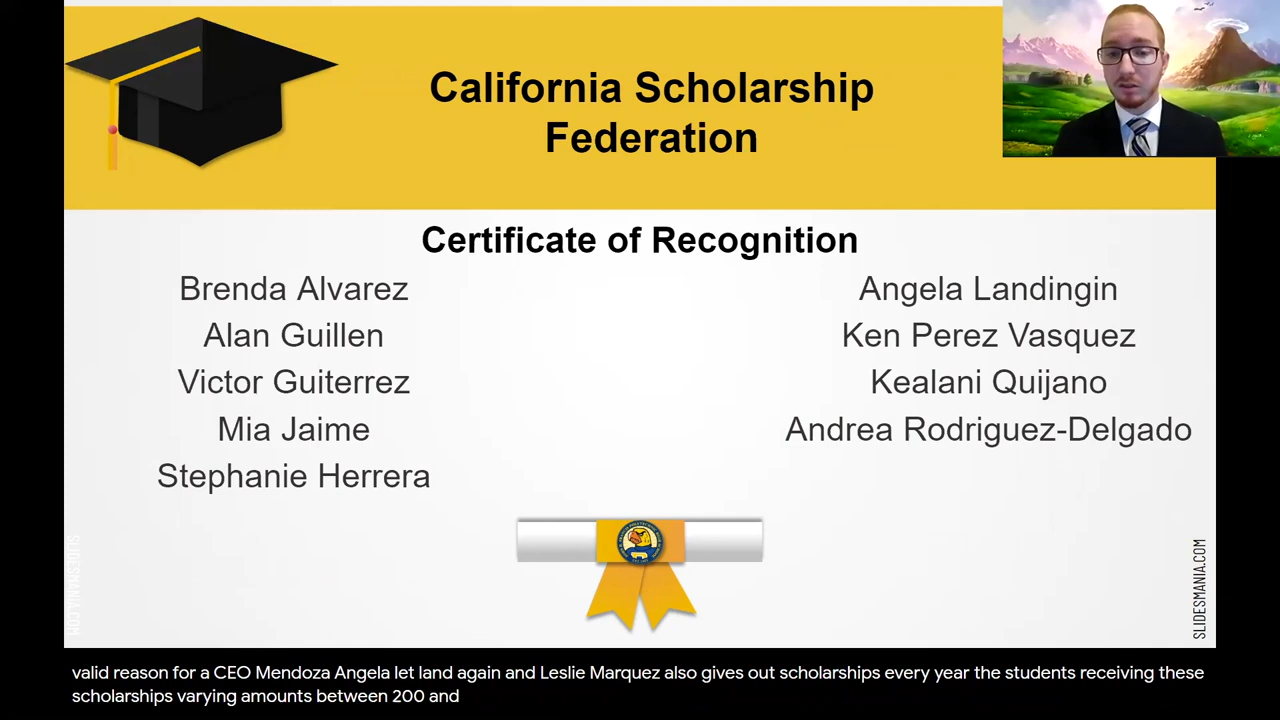 California Scholarship
Federation
Certificate of Recognition
Brenda Alvarez
Alan Guillen
Victor Guiterrez
Mia Jaime
Stephanie Herrera
Angela Landingin
Ken Perez Vasquez
Kealani Quijano
Andrea Rodriguez-Delgado
SLIDESMANIA.COM
SLIDESMANIA.COM
valid reason for a CEO Mendoza Angela let land again and Leslie Marquez also gives out scholarships every year the students receiving these
scholarships varying amounts between 200 and